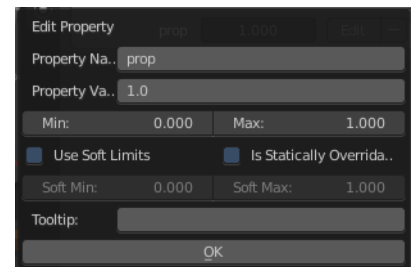 Edit Property prop 1.000 Edit
Property Na.. prop
Property Va.. 1.0
Min: 0.000 Max: 1.000
Use Soft Limits Is Statically Overrida..
Soft Min: 0.000 Soft Max: 1.000
Tooltip:
OK